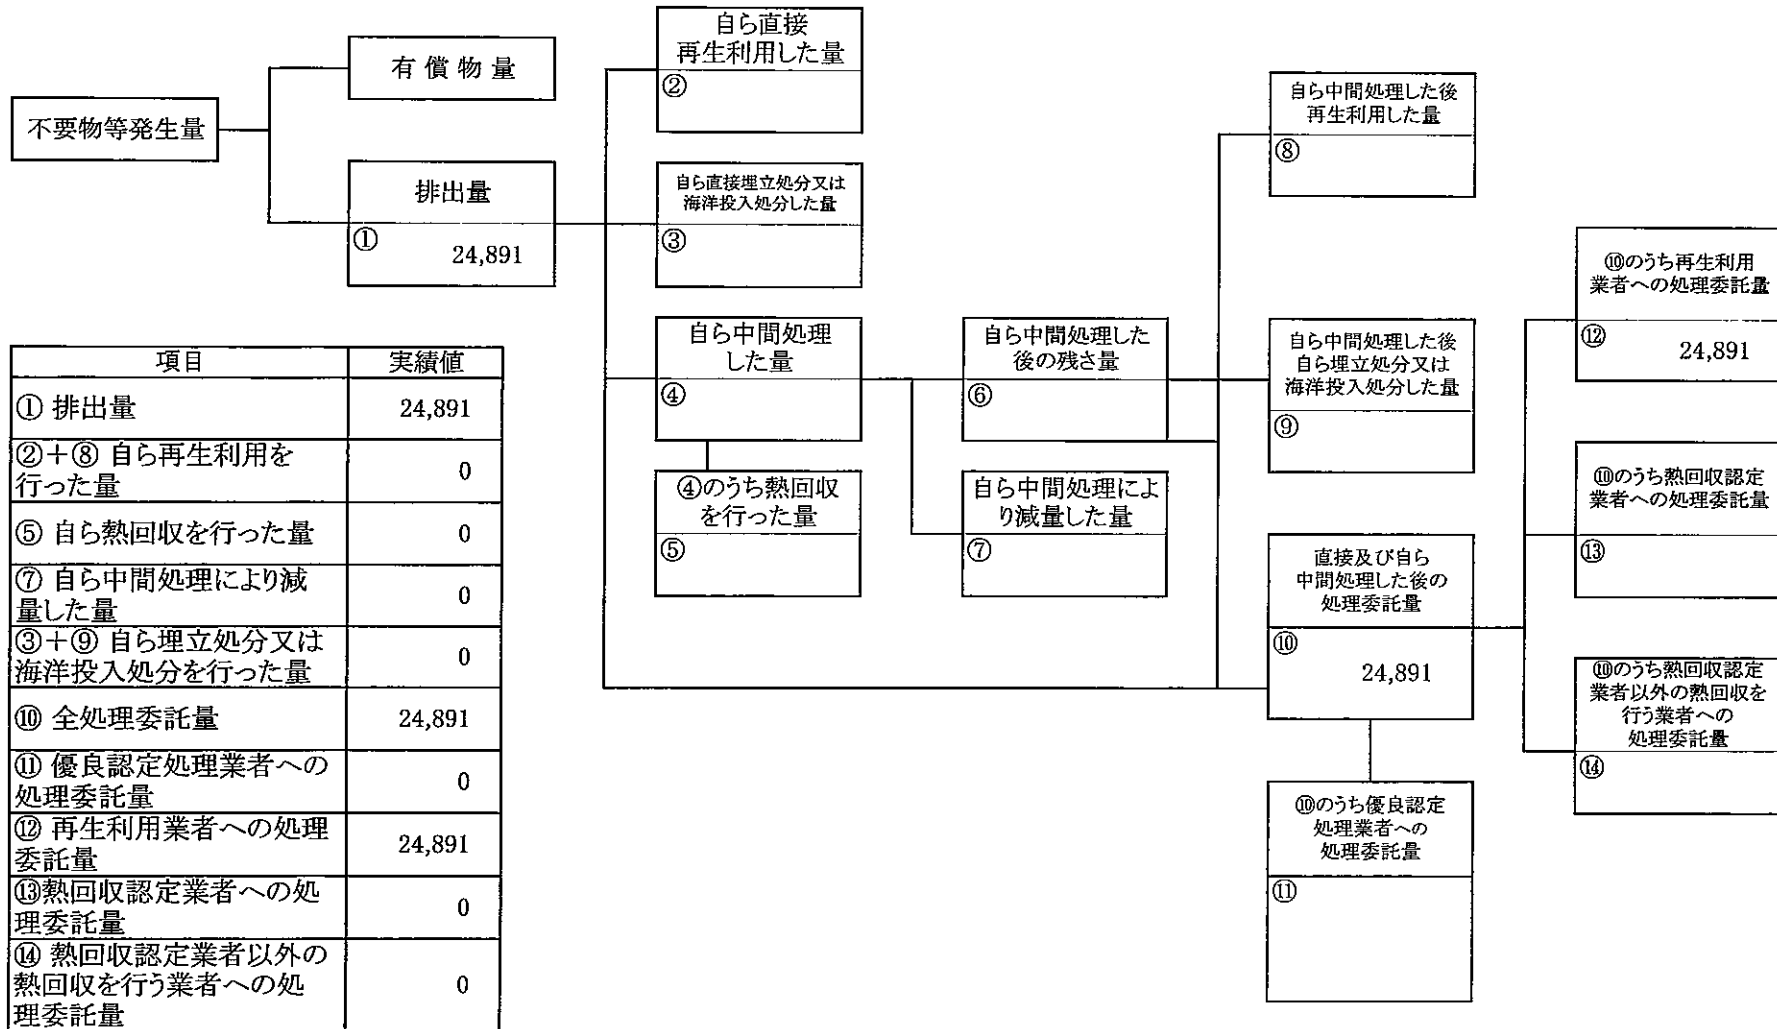 不要物等発生量
有償物量
排出量
①
24,891
自ら直接
再生利用した量
②
自ら直接埋立処分又は
海洋投入処分した量
③
自ら中間処理
した量
④
④のうち熱回収
を行った量
⑤
自ら中間処理した
後の残さ量
⑥
自ら中間処理によ
り減量した量
⑦
自ら中間処理した後
再生利用した量
⑧
自ら中間処理した後
自ら埋立処分又は
海洋投入処分した量
⑨
直接及び自ら
中間処理した後の
処理委託量
⑩
24,891
⑩のうち優良認定
処理業者への
処理委託量
⑪
⑩のうち再生利用
業者への処理委託量
⑫
24,891
⑩のうち熱回収認定
業者への処理委託量
⑬
⑩のうち熱回収認定
業者以外の熱回収を
行う業者への
処理委託量
⑭
項目 実績値
① 排出量 24,891
②+⑧ 自ら再生利用を
行った量 0
⑤ 自ら熱回収を行った量 0
⑦ 自ら中間処理により減
量した量 0
③+⑨ 自ら埋立処分又は
海洋投入処分を行った量 0
⑩ 全処理委託量 24,891
⑪ 優良認定処理業者への
処理委託量 0
⑫ 再生利用業者への処理
委託量 24,891
⑬熱回収認定業者への処
理委託量 0
⑭ 熱回収認定業者以外の
熱回収を行う業者への処
理委託量 0